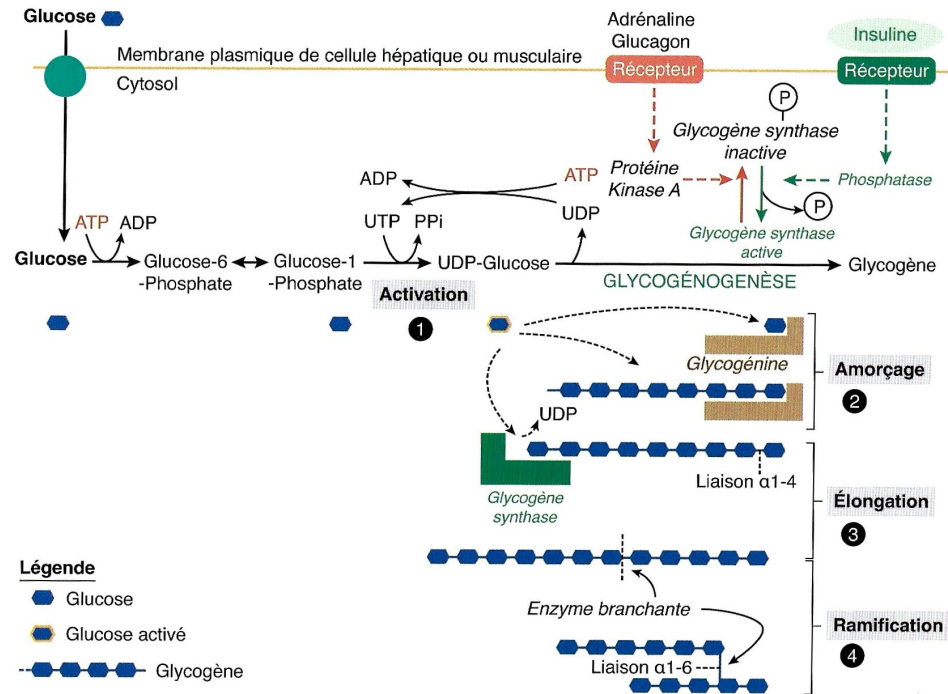 Glucose
Adrénaline
Glucagon
Insuline
Membrane plasmique de cellule hépatique ou musculaire
Récepteur
Récepteur
Cytosol
P
Glycogène synthase
inactive
Protéine
Kinase A
Phosphatase
ADP
ATP
P
UTP
PPi
UDP
Glycogène synthase
active
ATP
ADP
Glucose
Glucose-6
-Phosphate
Glucose-1
-Phosphate
UDP-Glucose
Glycogène
GLYCOGÉNOGENÈSE
Activation
1
Glycogénine
Amorçage
2
UDP
Liaison α1-4
Glycogène
synthase
Élongation
3
Légende
Glucose
Glucose activé
Glycogène
Enzyme branchante
Ramification
4
Liaison α1-6